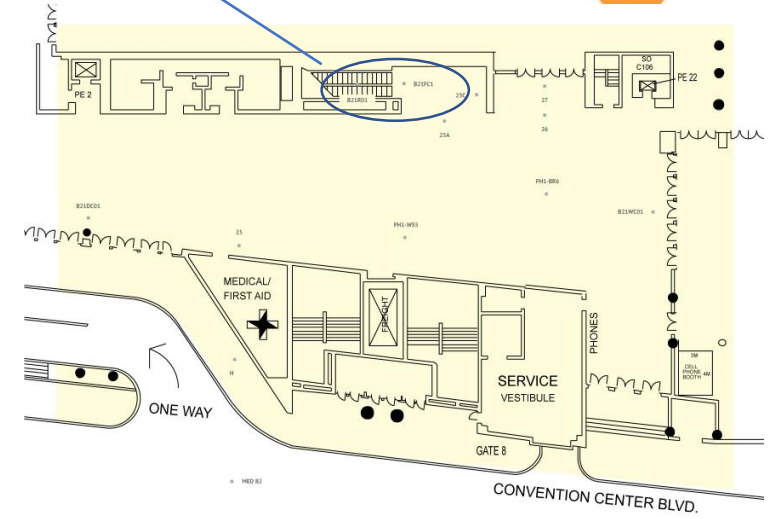 SO
C106
PE 22
PE 2
B21FC1
25C
B21RD1
27
25A
26
PH1-BR6
B21DC01
B21WC01
PH1-W53
25
MEDICAL/
FIRST AID
FREIGHT
PHONES
3M
CELL
PHONE
BOOTH
4M
H
SERVICE
VESTIBULE
ONE WAY
GATE 8
MED B2
CONVENTION CENTER BLVD.